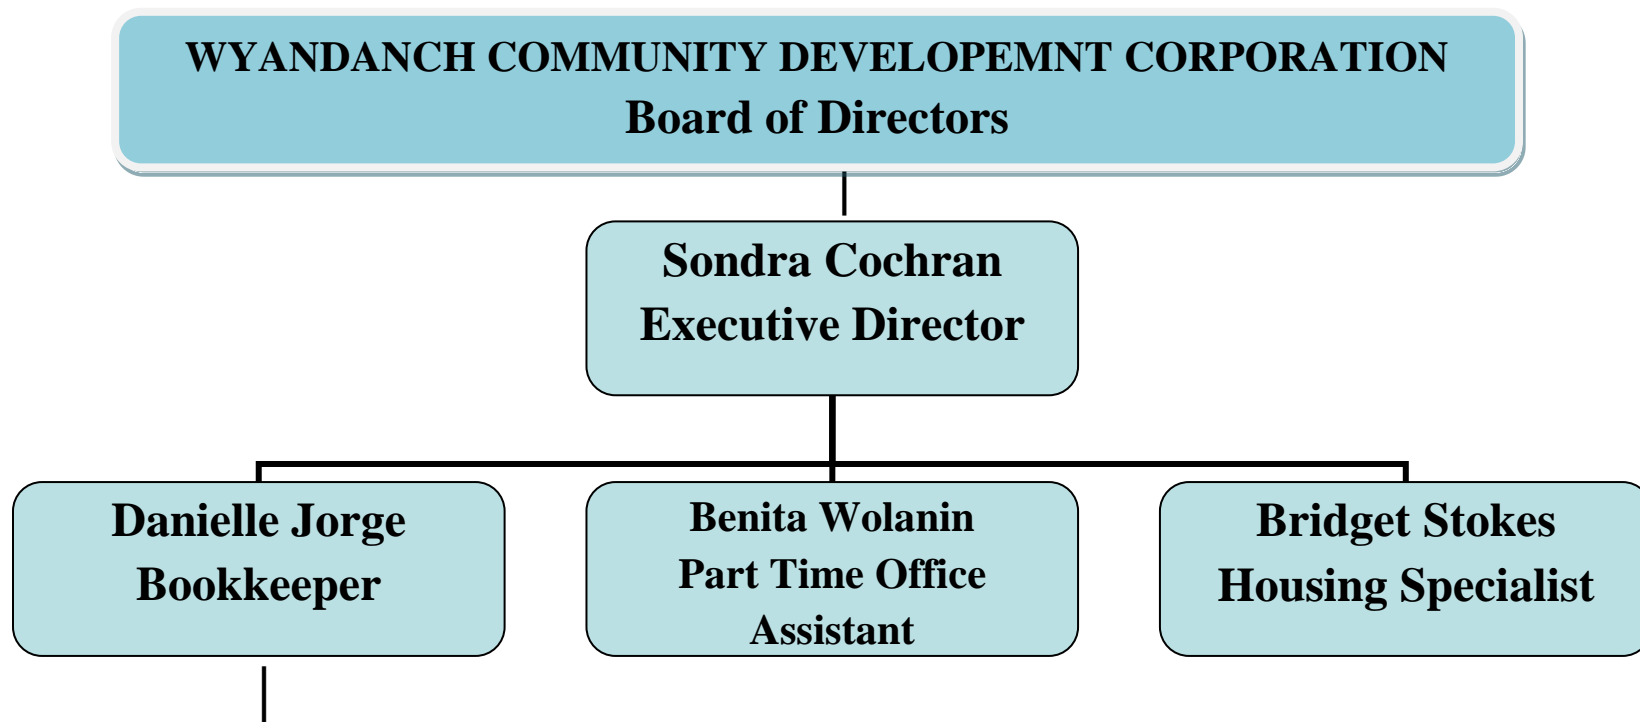 WYANDANCH COMMUNITY DEVELOPEMNT CORPORATION
Board of Directors
Sondra Cochran
Executive Director
Danielle Jorge
Bookkeeper
Benita Wolanin
Part Time Office
Assistant
Bridget Stokes
Housing Specialist